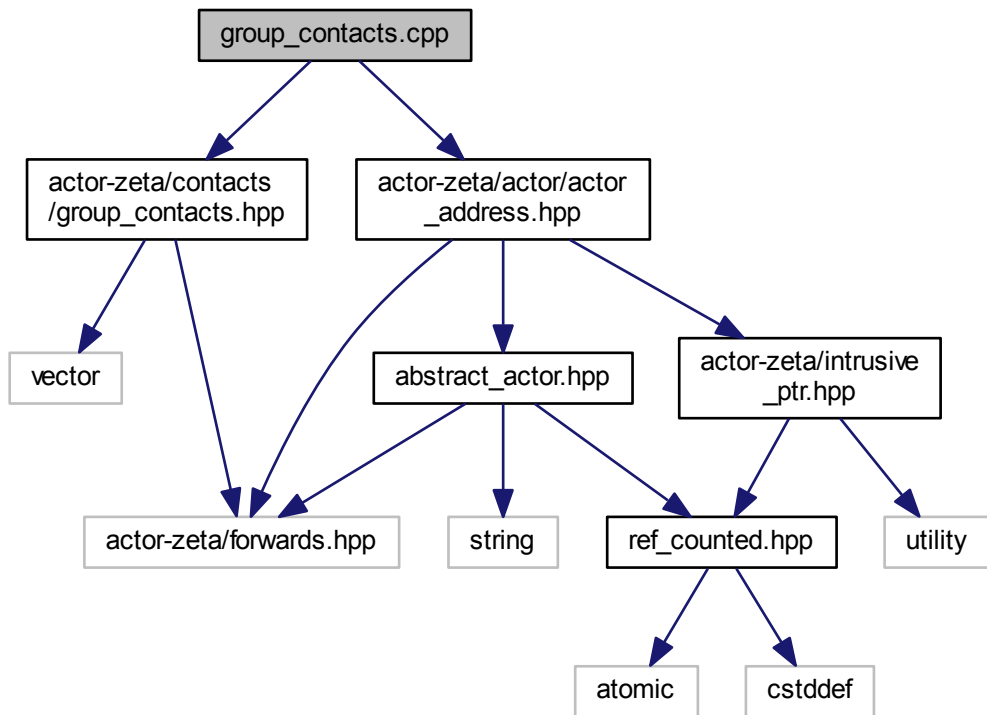 group_contacts.cpp
actor-zeta/contacts
/group_contacts.hpp
actor-zeta/actor/actor
_address.hpp
vector
abstract_actor.hpp
actor-zeta/intrusive
_ptr.hpp
actor-zeta/forwards.hpp
string
ref_counted.hpp
utility
atomic
cstddef